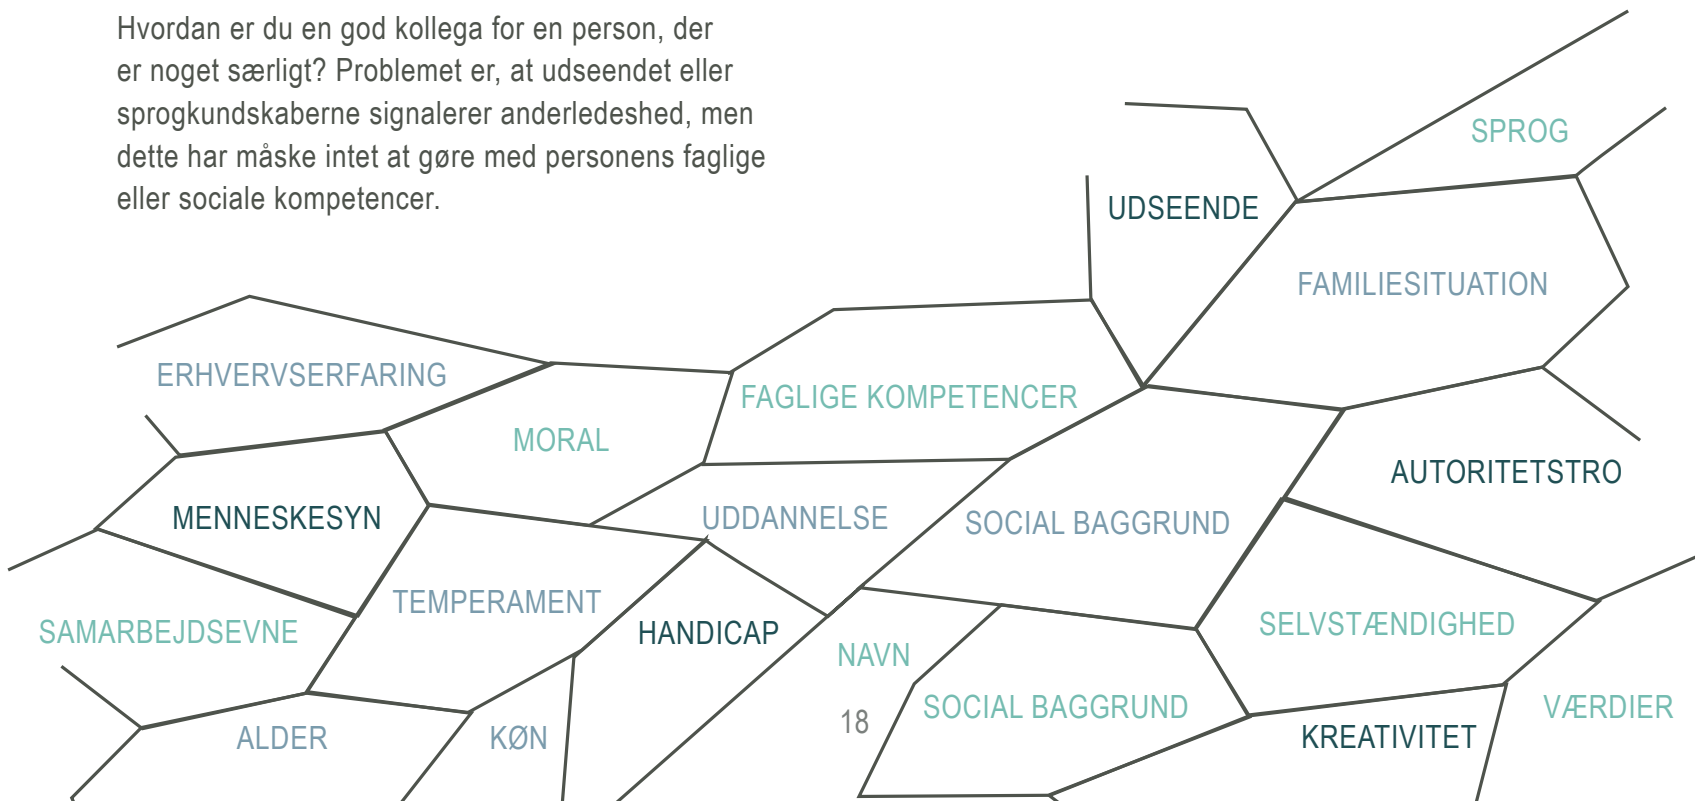 Hvordan er du en god kollega for en person, der
er noget særligt? Problemet er, at udseendet eller
sprogkundskaberne signalerer anderledeshed, men
dette har måske intet at gøre med personens faglige
eller sociale kompetencer.
SPROG
UDSEENDE
FAMILIESITUATION
ERHVERVSERFARING
FAGLIGE KOMPETENCER
MORAL
AUTORITETSTRO
MENNESKESYN
UDDANNELSE
SOCIAL BAGGRUND
TEMPERAMENT
SAMARBEJDSEVNE
HANDICAP
SELVSTÆNDIGHED
NAVN
SOCIAL BAGGRUND
VÆRDIER
18
ALDER
KØN
KREATIVITET